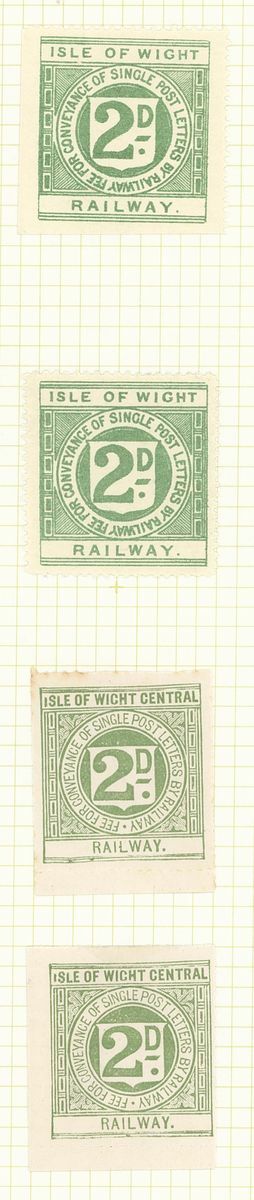 ISLE OF WIGHT
FEE FOR CONVEYANCE OF SINGLE POST LETTERS BY RAILWAY
2D.
RAILWAY.
ISLE OF WIGHT
FEE FOR CONVEYANCE OF SINGLE POST LETTERS BY RAILWAY
2D.
RAILWAY.
ISLE OF WIGHT CENTRAL
FEE FOR CONVEYANCE OF SINGLE POST LETTERS BY RAILWAY
2D.
RAILWAY.
ISLE OF WIGHT CENTRAL
FEE FOR CONVEYANCE OF SINGLE POST LETTERS BY RAILWAY
2D.
RAILWAY.